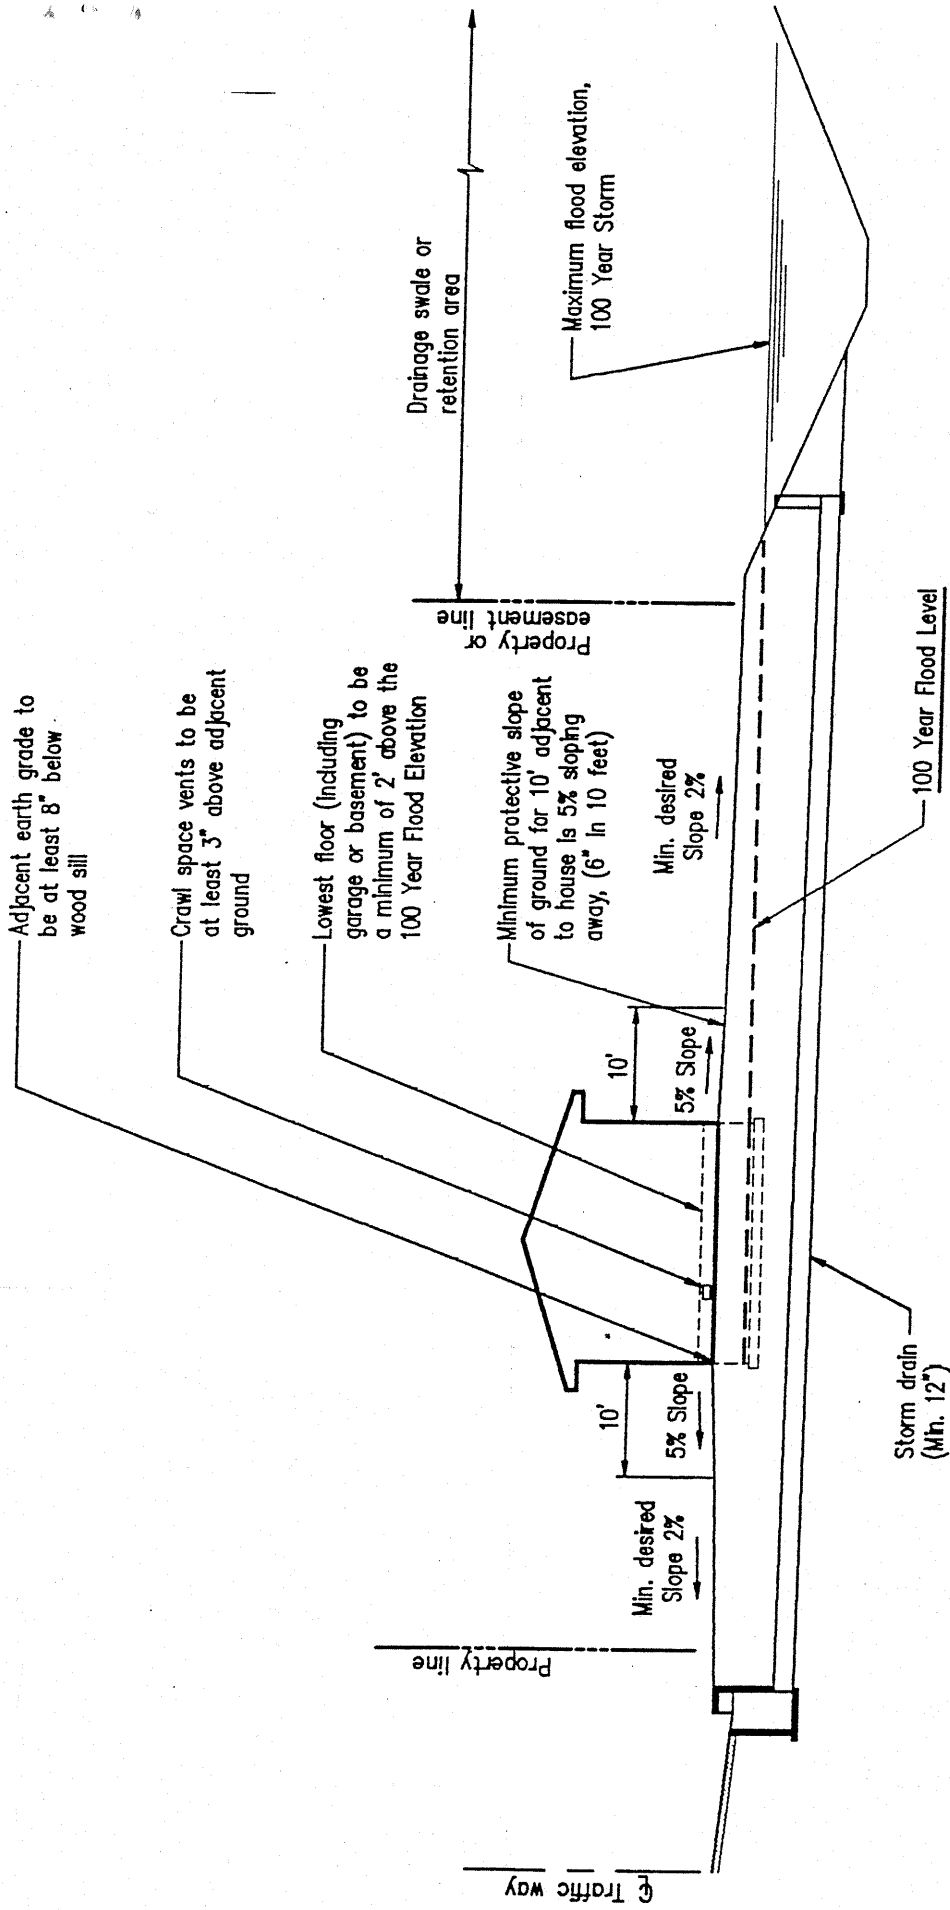 Adjacent earth grade to
be at least 8" below
wood sill
Crawl space vents to be
at least 3" above adjacent
ground
Lowest floor (including
garage or basement) to be
a minimum of 2' above the
100 Year Flood Elevation
Minimum protective slope
of ground for 10' adjacent
to house is 5% sloping
away, (6" in 10 feet)
Drainage swale or
retention area
Maximum flood elevation,
100 Year Storm
Property or
easement line
Min. desired
Slope 2%
10'
5% Slope
10'
5% Slope
Min. desired
Slope 2%
Property line
℄ Traffic way
100 Year Flood Level
Storm drain
(Min. 12")